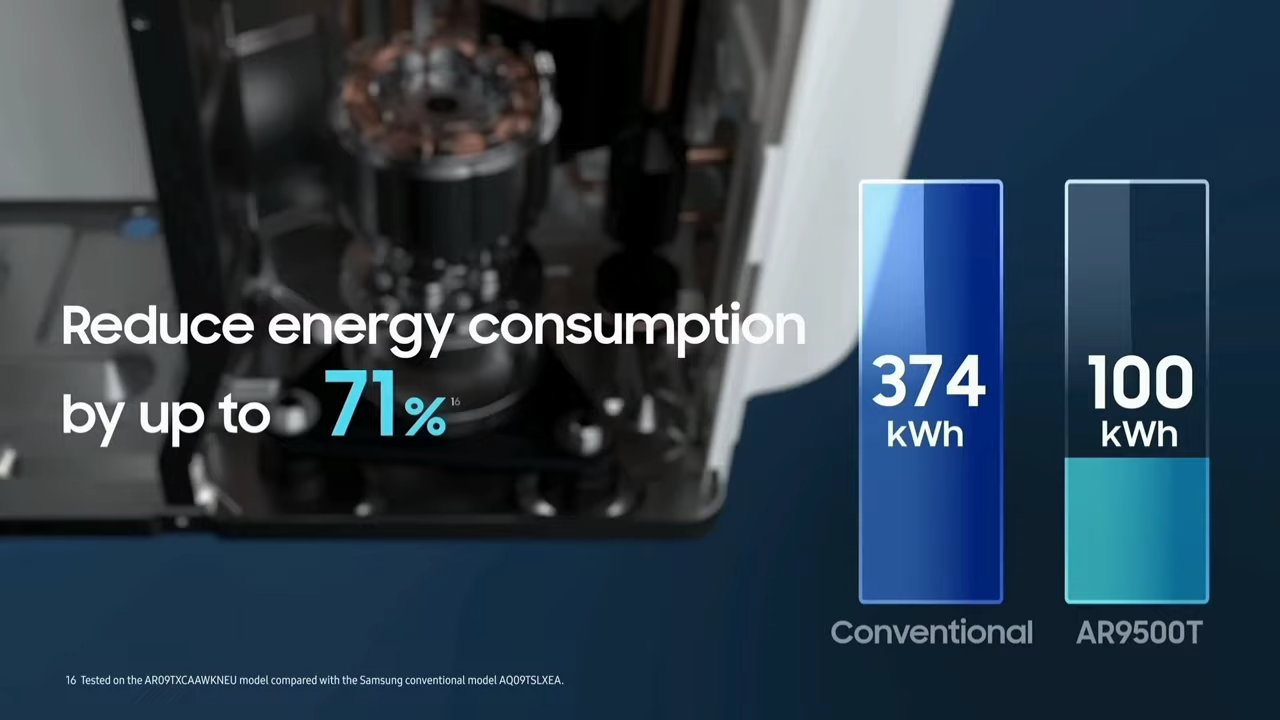 Reduce energy consumption
by up to 71%16
374
kWh
Conventional
100
kWh
AR9500T
16 Tested on the AR09TXCAAWKNEU model compared with the Samsung conventional model AQ09TSLXEA.